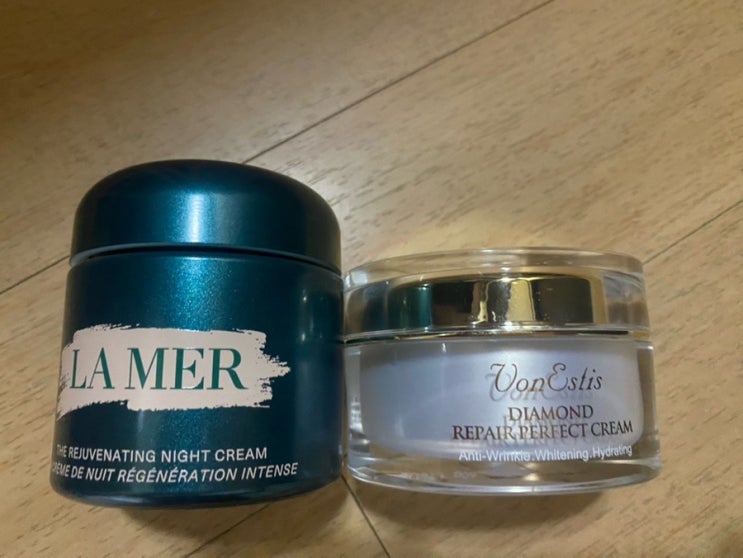 LA MER
THE REJUVENATING NIGHT CREAM
CRÈME DE NUIT RÉGÉNÉRATION INTENSE
VonEstis
DIAMOND
REPAIR PERFECT CREAM
Anti-Wrinkle.Whitening.Hydrating